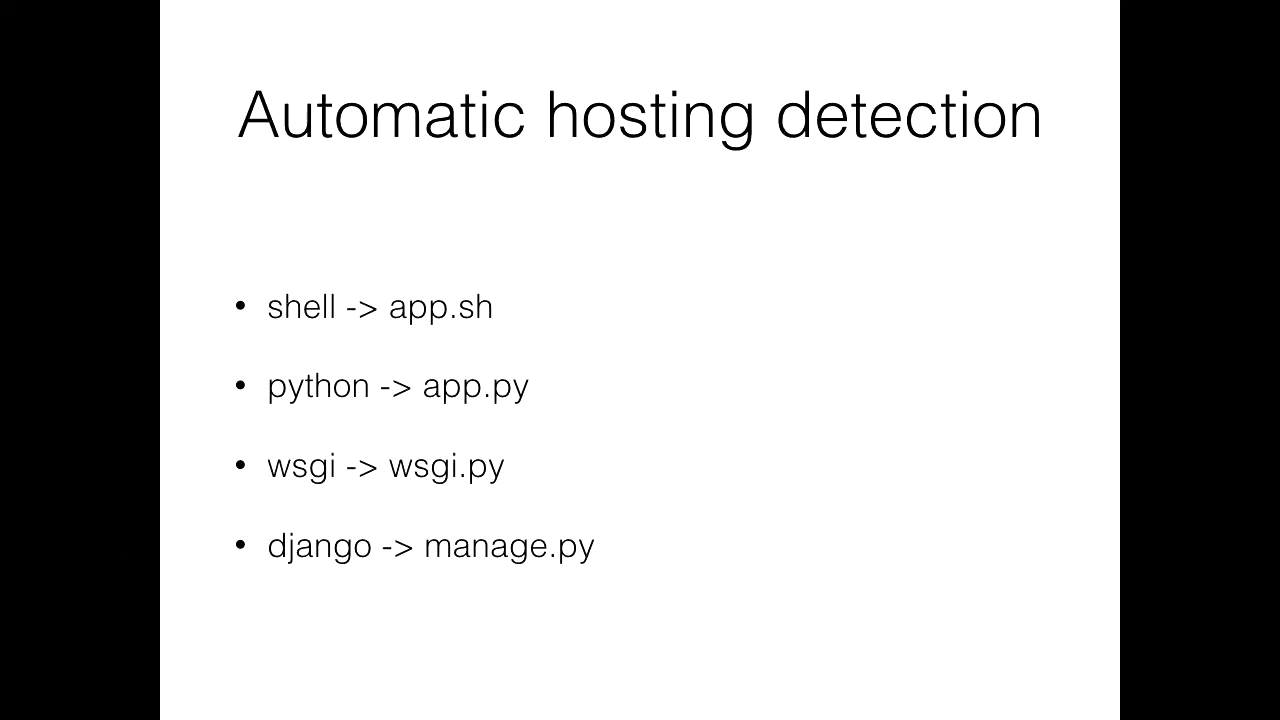 Automatic hosting detection
• shell -> app.sh
• python -> app.py
• wsgi -> wsgi.py
• django -> manage.py